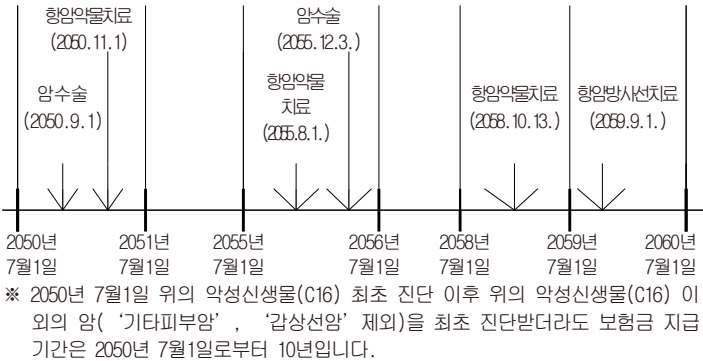 항암약물치료
(2050.11.1)
암수술
(2055.12.3.)
암수술
(2050.9.1)
항암약물
치료
(2055.8.1.)
항암약물치료
(2058.10.13.)
항암방사선치료
(2059.9.1.)
2050년
7월1일
2051년
7월1일
2055년
7월1일
2056년
7월1일
2058년
7월1일
2059년
7월1일
2060년
7월1일
※ 2050년 7월1일 위의 악성신생물(C16) 최초 진단 이후 위의 악성신생물(C16) 이
외의 암( ‘기타피부암’ , ‘갑상선암’ 제외)을 최초 진단받더라도 보험금 지급
기간은 2050년 7월1일로부터 10년입니다.